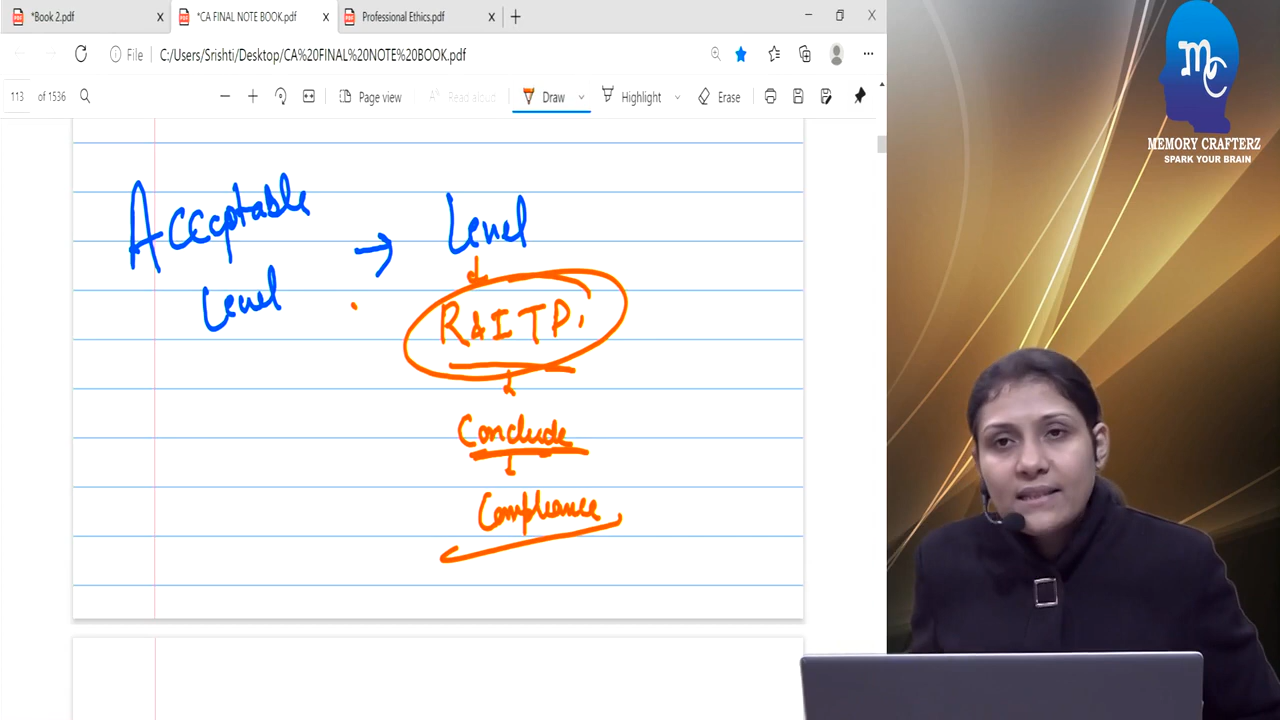 *Book 2.pdf
*CA FINAL NOTE BOOK.pdf
Professional Ethics.pdf
File
C:/Users/Srishti/Desktop/CA%20FINAL%20NOTE%20BOOK.pdf
113 of 1536
Page view
Read aloud
Draw
Highlight
Erase
Acceptable
Level
→ Level
R&ITP.
Conclude
Compliance
MC
MEMORY CRAFTERZ
SPARK YOUR BRAIN